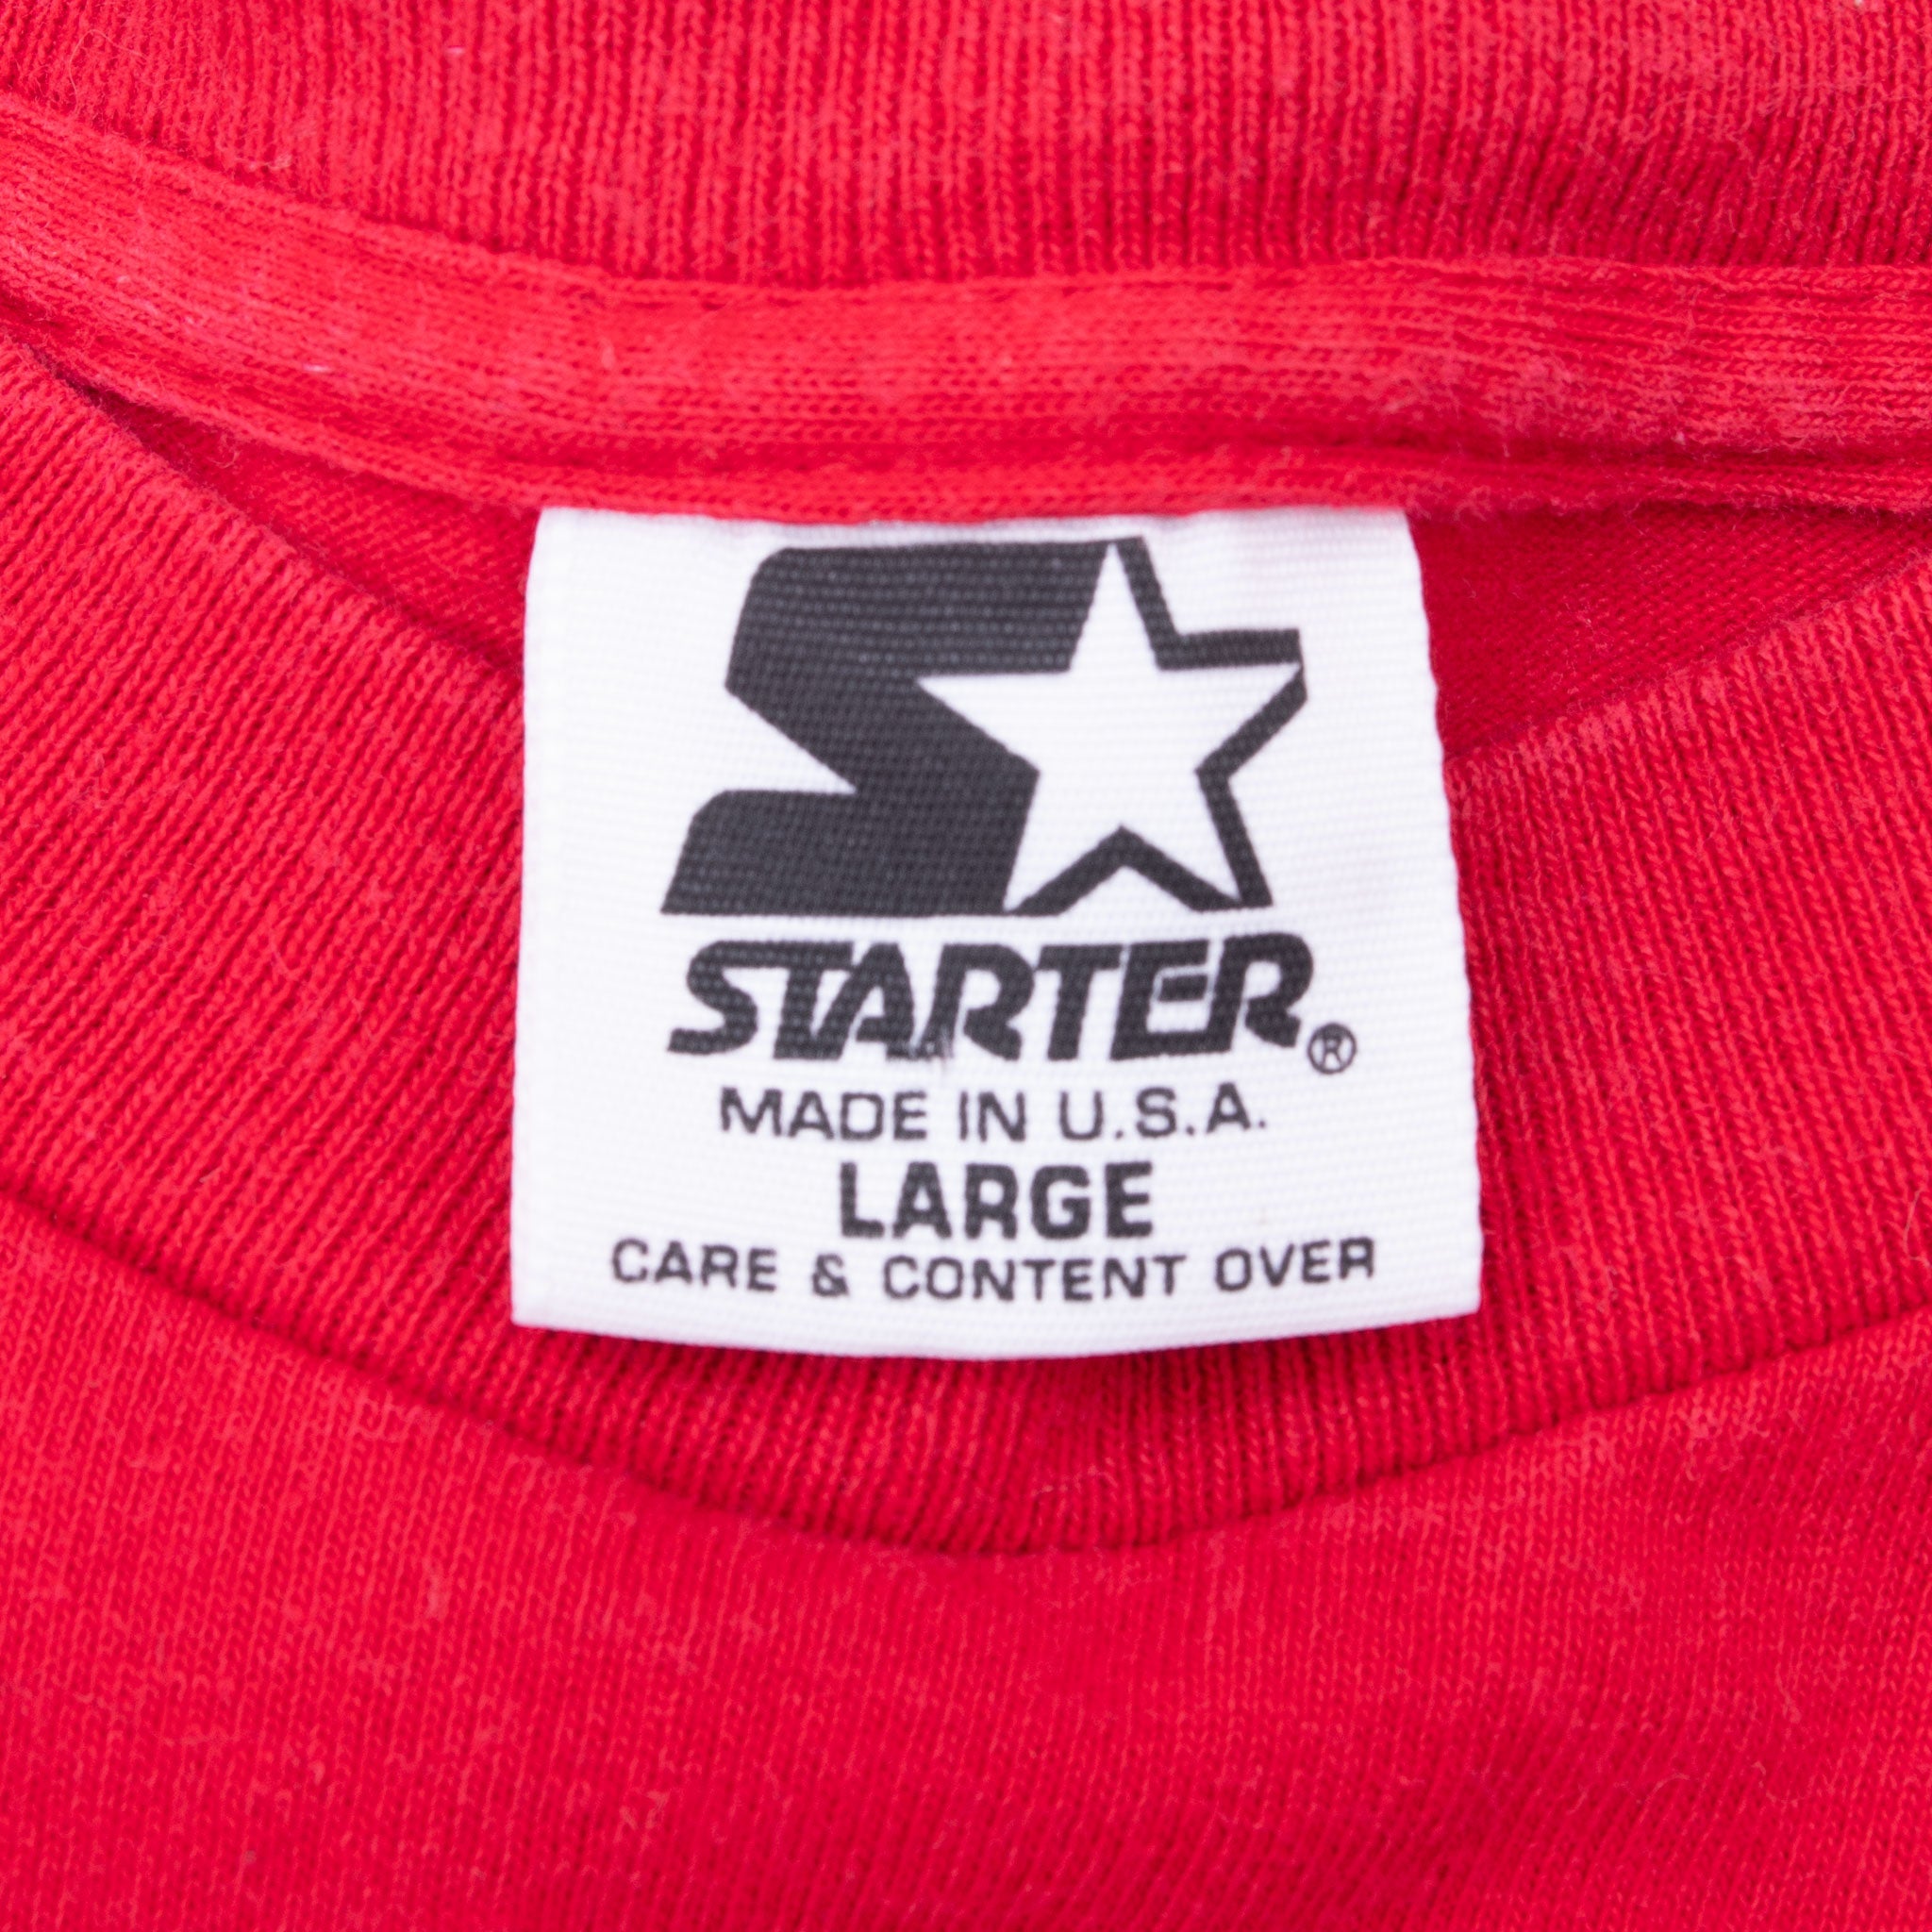 STARTER®
MADE IN U.S.A.
LARGE
CARE & CONTENT OVER